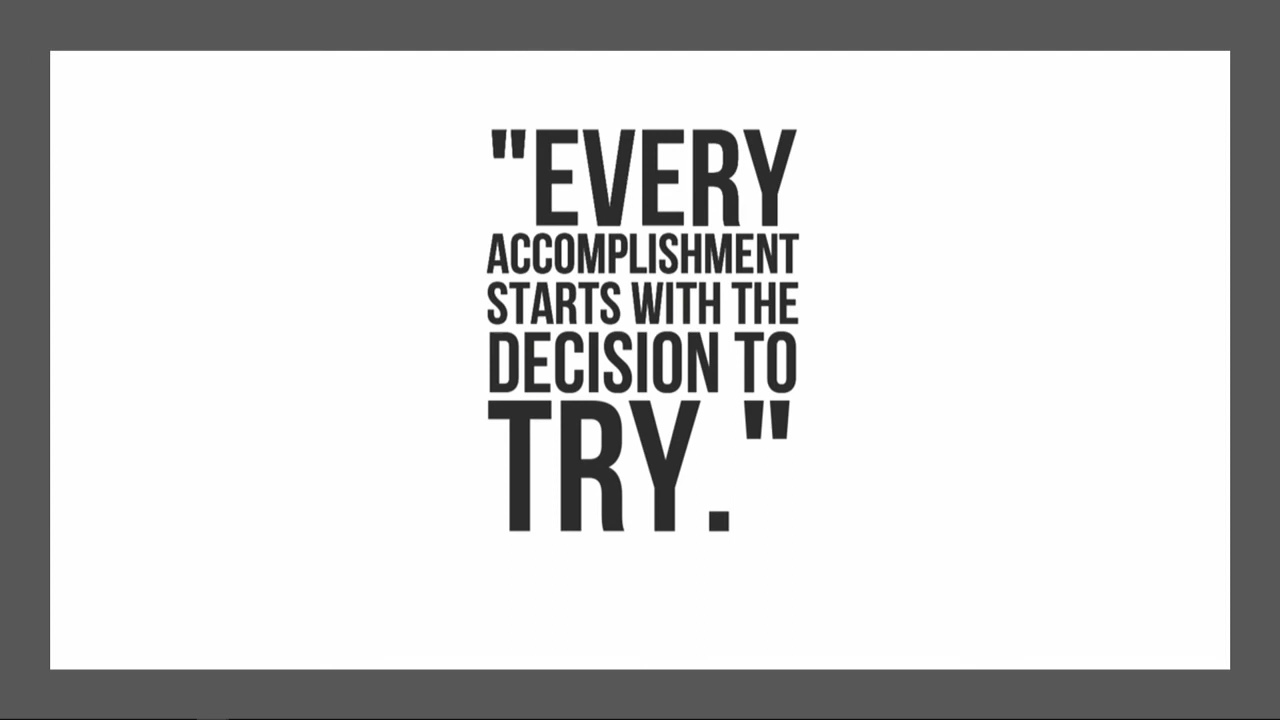 "EVERY
ACCOMPLISHMENT
STARTS WITH THE
DECISION TO
TRY."